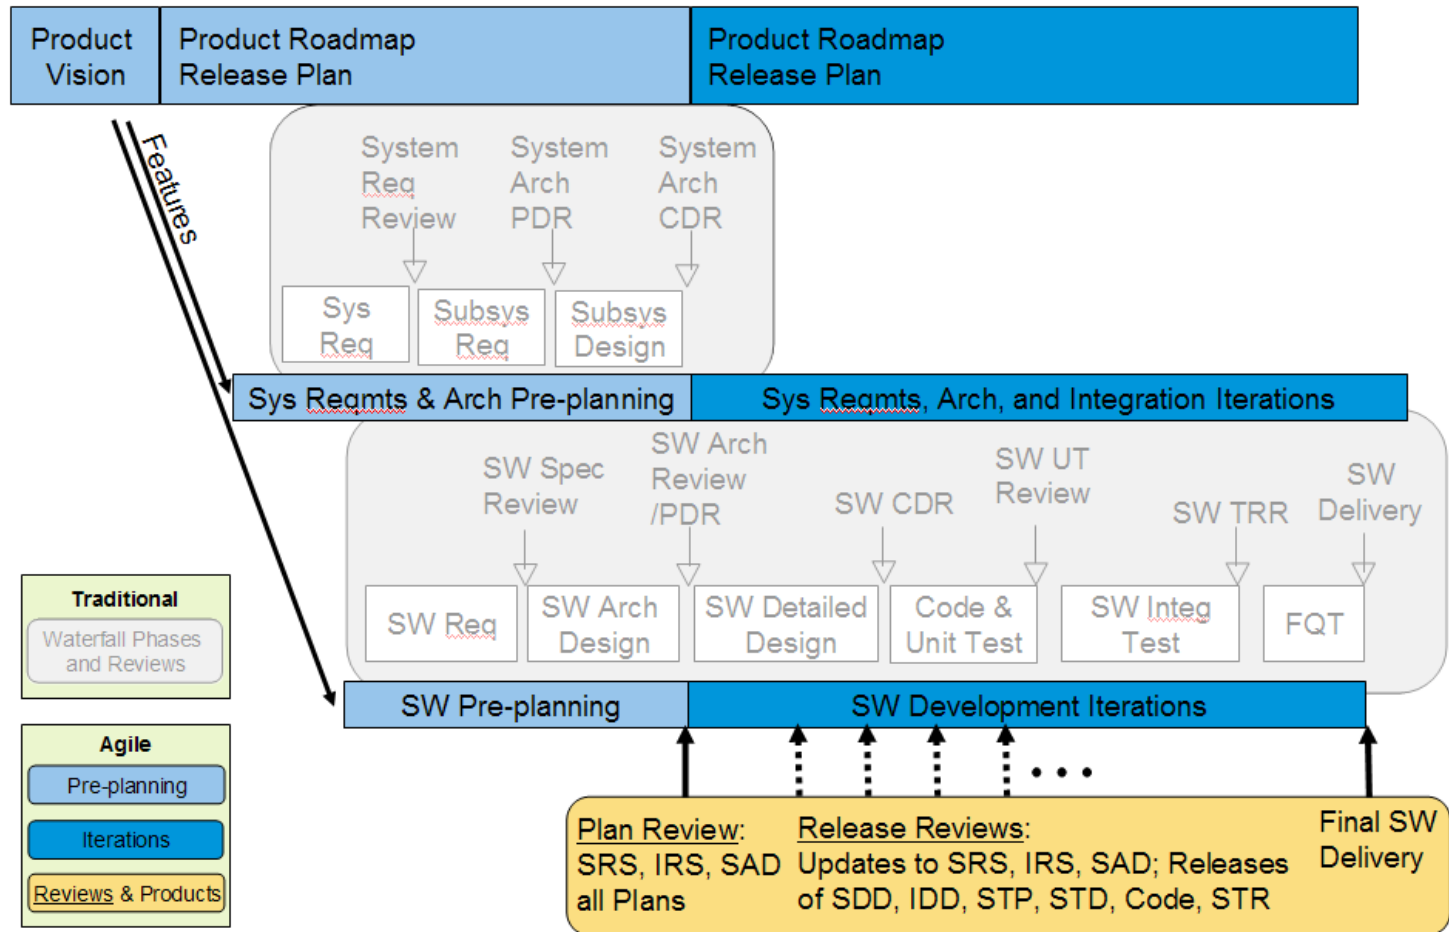 Product
Vision
Product Roadmap
Release Plan
Product Roadmap
Release Plan
Features
System
Req
Review
System
Arch
PDR
System
Arch
CDR
Sys
Req
Subsys
Req
Subsys
Design
Sys Reqmts & Arch Pre-planning
Sys Reqmts, Arch, and Integration Iterations
SW Spec
Review
SW Arch
Review
/PDR
SW CDR
SW UT
Review
SW TRR
SW
Delivery
SW Req
SW Arch
Design
SW Detailed
Design
Code &
Unit Test
SW Integ
Test
FQT
SW Pre-planning
SW Development Iterations
Traditional
Waterfall Phases
and Reviews
Agile
Pre-planning
Iterations
Reviews & Products
Plan Review:
SRS, IRS, SAD
all Plans
Release Reviews:
Updates to SRS, IRS, SAD; Releases
of SDD, IDD, STP, STD, Code, STR
Final SW
Delivery